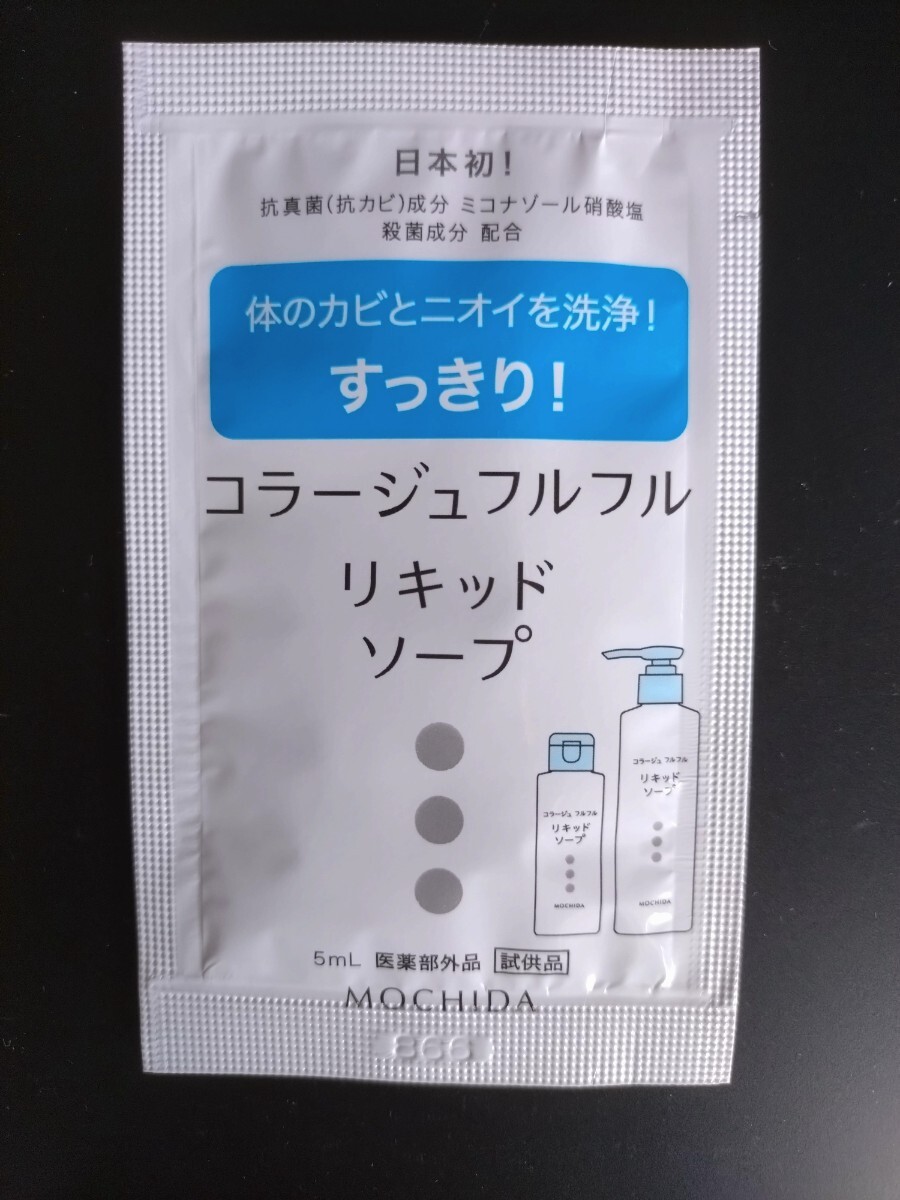 日本初!
抗真菌(抗カビ)成分 ミコナゾール硝酸塩
殺菌成分 配合
体のカビとニオイを洗浄!
すっきり!
コラージュフルフル
リキッド
ソープ
コラージュ フルフル
リキッド
ソープ
MOCHIDA
コラージュ フルフル
リキッド
ソープ
MOCHIDA
5mL 医薬部外品 試供品
MOCHIDA